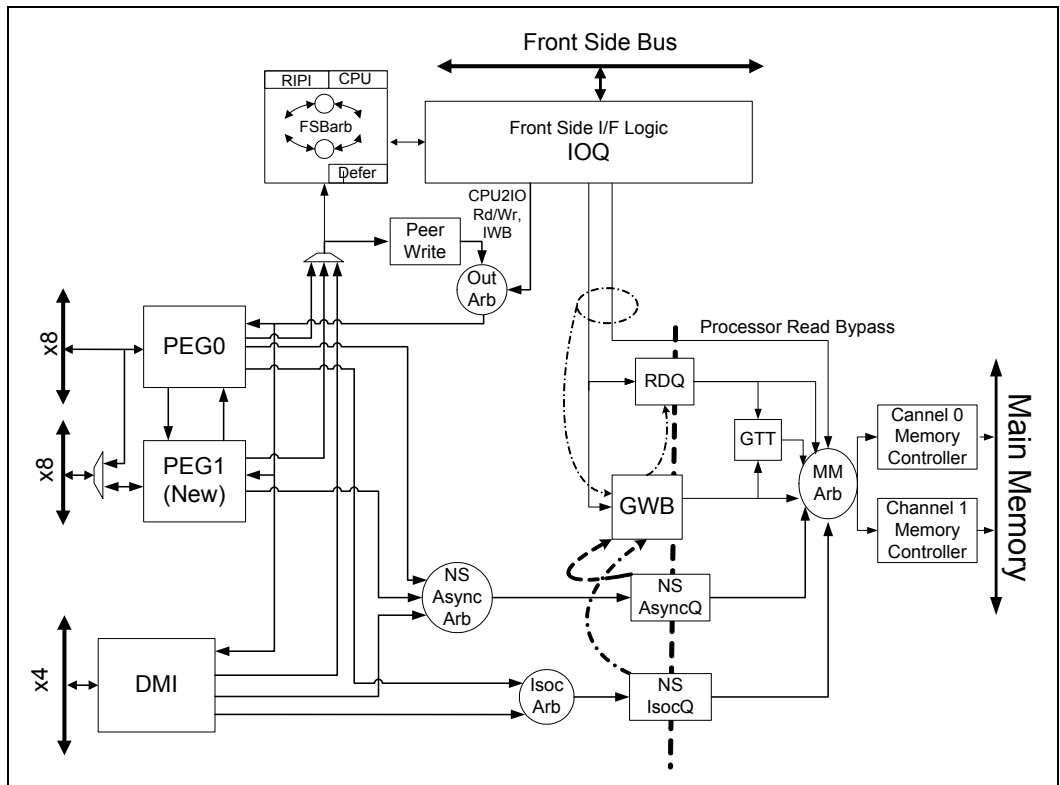 Front Side Bus
RIPI CPU
FSBarb
Defer
Front Side I/F Logic
IOQ
CPU2IO
Rd/Wr,
IWB
Peer
Write
Out
Arb
Processor Read Bypass
x8
PEG0
RDQ
GTT
Cannel 0
Memory
Controller
x8
PEG1
(New)
GWB
MM
Arb
Channel 1
Memory
Controller
Main Memory
NS
Async
Arb
NS
AsyncQ
x4
DMI
Isoc
Arb
NS
IsocQ